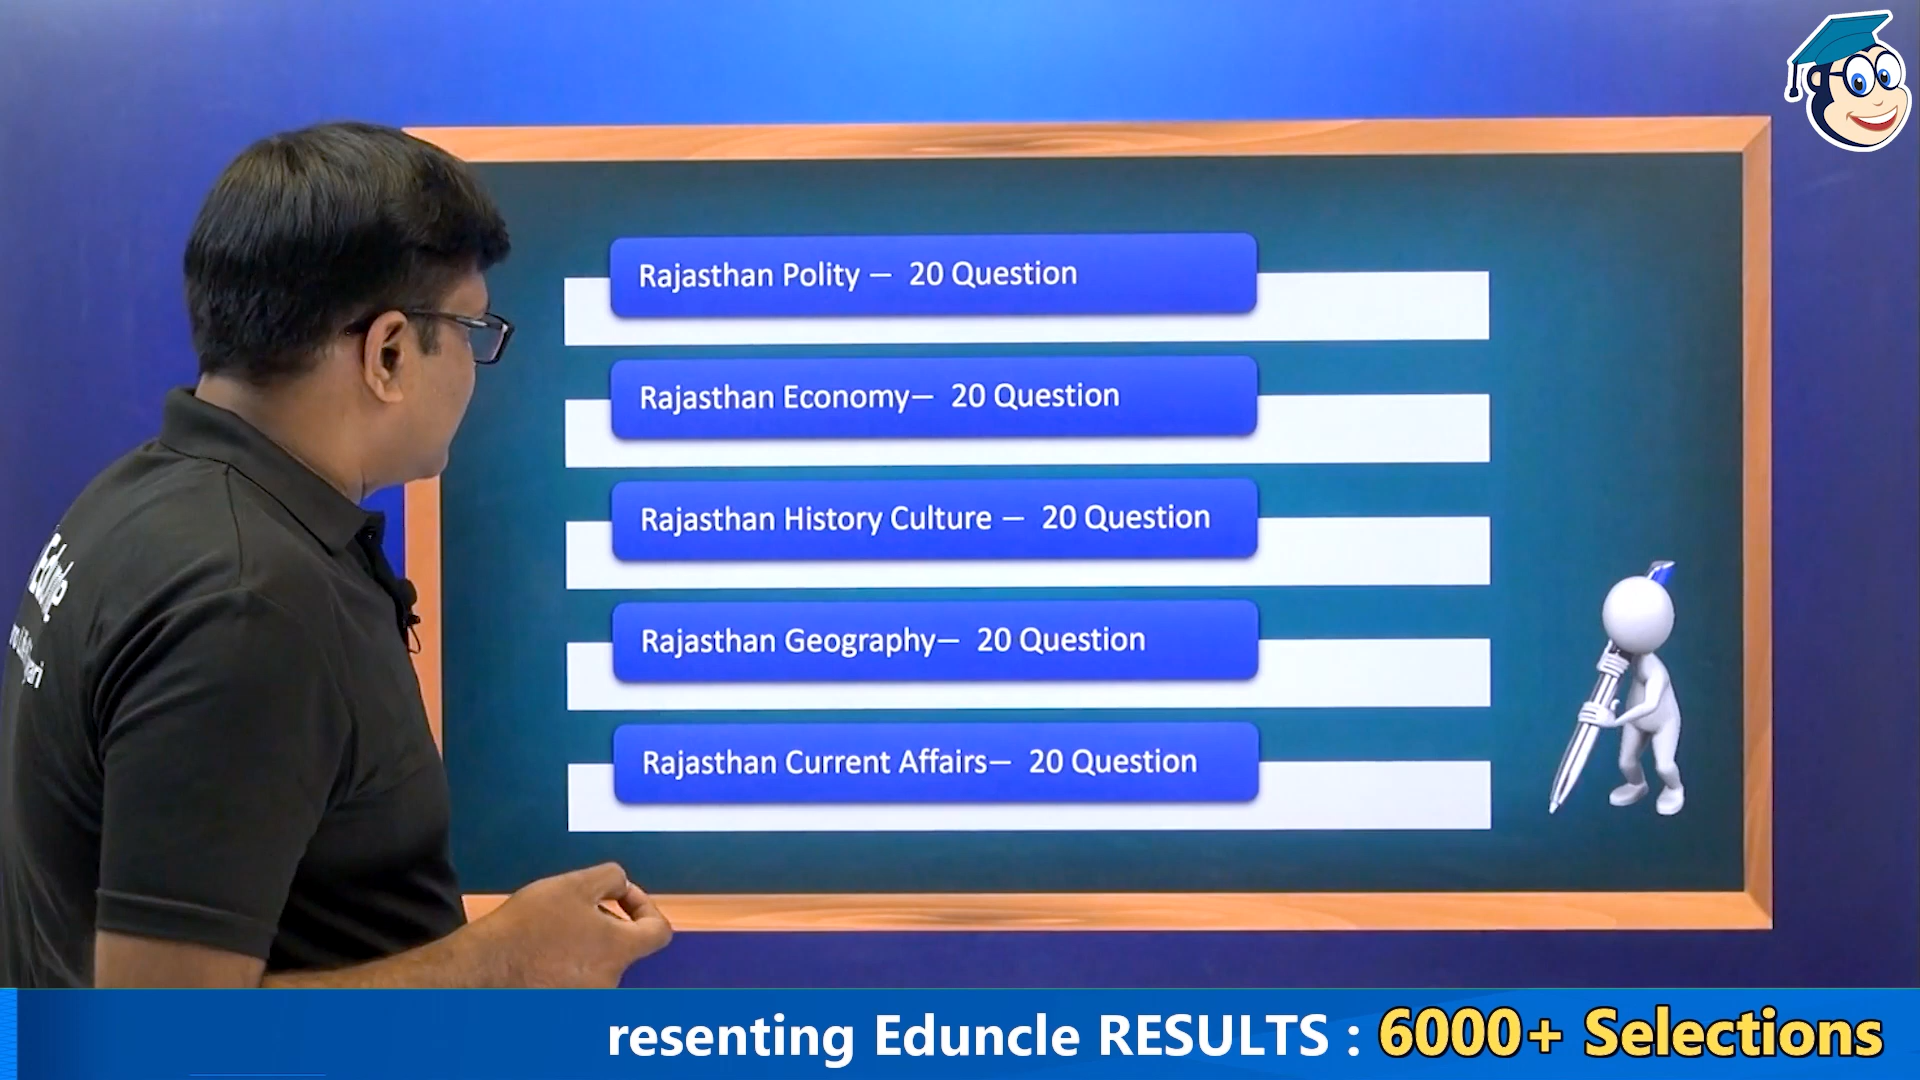 Rajasthan Polity — 20 Question
Rajasthan Economy— 20 Question
Rajasthan History Culture — 20 Question
Rajasthan Geography— 20 Question
Rajasthan Current Affairs— 20 Question
resenting Eduncle RESULTS : 6000+ Selections